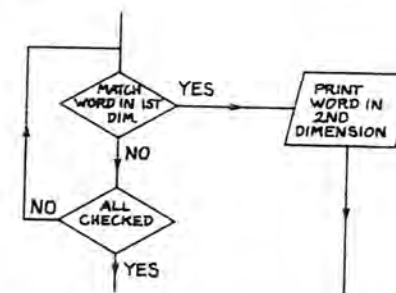 MATCH
WORD IN 1ST
DIM.
YES
PRINT
WORD IN
2ND
DIMENSION
NO
NO
ALL
CHECKED
YES